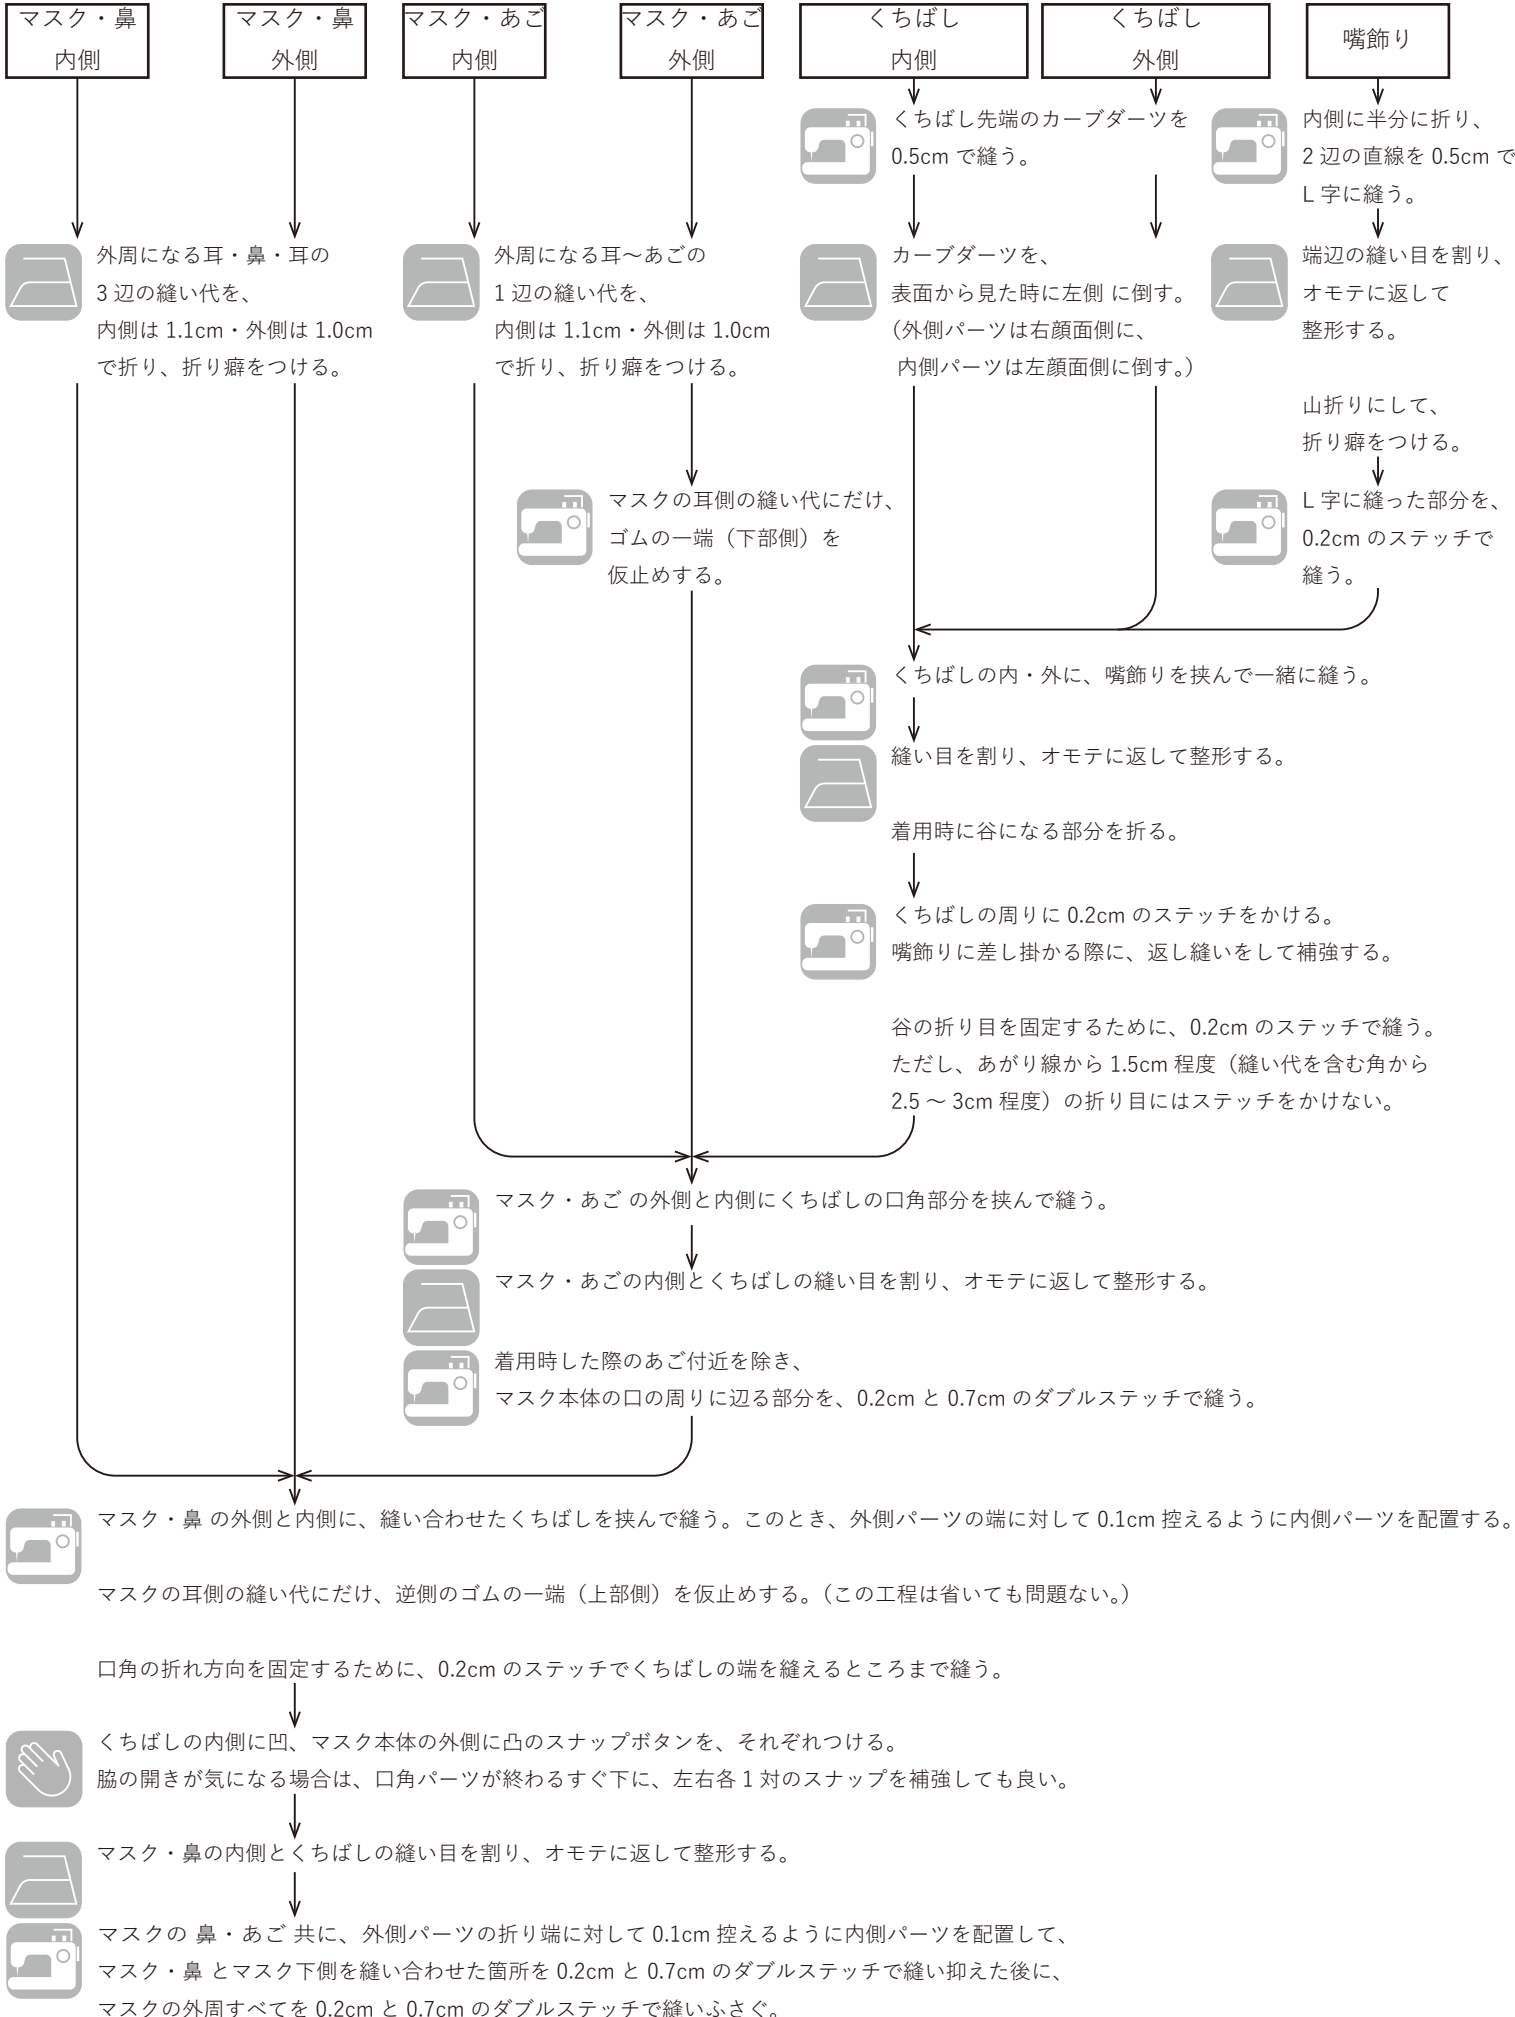 マスク・鼻
内側
マスク・鼻
外側
マスク・あご
内側
マスク・あご
外側
くちばし
内側
くちばし
外側
嘴飾り
くちばし先端のカーブダーツを
0.5cm で縫う。
内側に半分に折り、
2 辺の直線を 0.5cm で
L 字に縫う。
外周になる耳・鼻・耳の
3 辺の縫い代を、
内側は 1.1cm・外側は 1.0cm
で折り、折り癖をつける。
外周になる耳～あごの
1 辺の縫い代を、
内側は 1.1cm・外側は 1.0cm
で折り、折り癖をつける。
カーブダーツを、
表面から見た時に左側 に倒す。
（外側パーツは右顔面側に、
内側パーツは左顔面側に倒す。）
端辺の縫い目を割り、
オモテに返して
整形する。
山折りにして、
折り癖をつける。
マスクの耳側の縫い代にだけ、
ゴムの一端（下部側）を
仮止めする。
L 字に縫った部分を、
0.2cm のステッチで
縫う。
くちばしの内・外に、嘴飾りを挟んで一緒に縫う。
縫い目を割り、オモテに返して整形する。
着用時に谷になる部分を折る。
くちばしの周りに 0.2cm のステッチをかける。
嘴飾りに差し掛かる際に、返し縫いをして補強する。
谷の折り目を固定するために、0.2cm のステッチで縫う。
ただし、あがり線から 1.5cm 程度（縫い代を含む角から
2.5 ～ 3cm 程度）の折り目にはステッチをかけない。
マスク・あご の外側と内側にくちばしの口角部分を挟んで縫う。
マスク・あごの内側とくちばしの縫い目を割り、オモテに返して整形する。
着用時した際のあご付近を除き、
マスク本体の口の周りに辺る部分を、0.2cm と 0.7cm のダブルステッチで縫う。
マスク・鼻 の外側と内側に、縫い合わせたくちばしを挟んで縫う。このとき、外側パーツの端に対して 0.1cm 控えるように内側パーツを配置する。
マスクの耳側の縫い代にだけ、逆側のゴムの一端（上部側）を仮止めする。（この工程は省いても問題ない。）
口角の折れ方向を固定するために、0.2cm のステッチでくちばしの端を縫えるところまで縫う。
くちばしの内側に凹、マスク本体の外側に凸のスナップボタンを、それぞれつける。
脇の開きが気になる場合は、口角パーツが終わるすぐ下に、左右各 1 対のスナップを補強しても良い。
マスク・鼻の内側とくちばしの縫い目を割り、オモテに返して整形する。
マスクの 鼻・あご 共に、外側パーツの折り端に対して 0.1cm 控えるように内側パーツを配置して、
マスク・鼻 とマスク下側を縫い合わせた箇所を 0.2cm と 0.7cm のダブルステッチで縫い抑えた後に、
マスクの外周すべてを 0.2cm と 0.7cm のダブルステッチで縫いふさぐ。